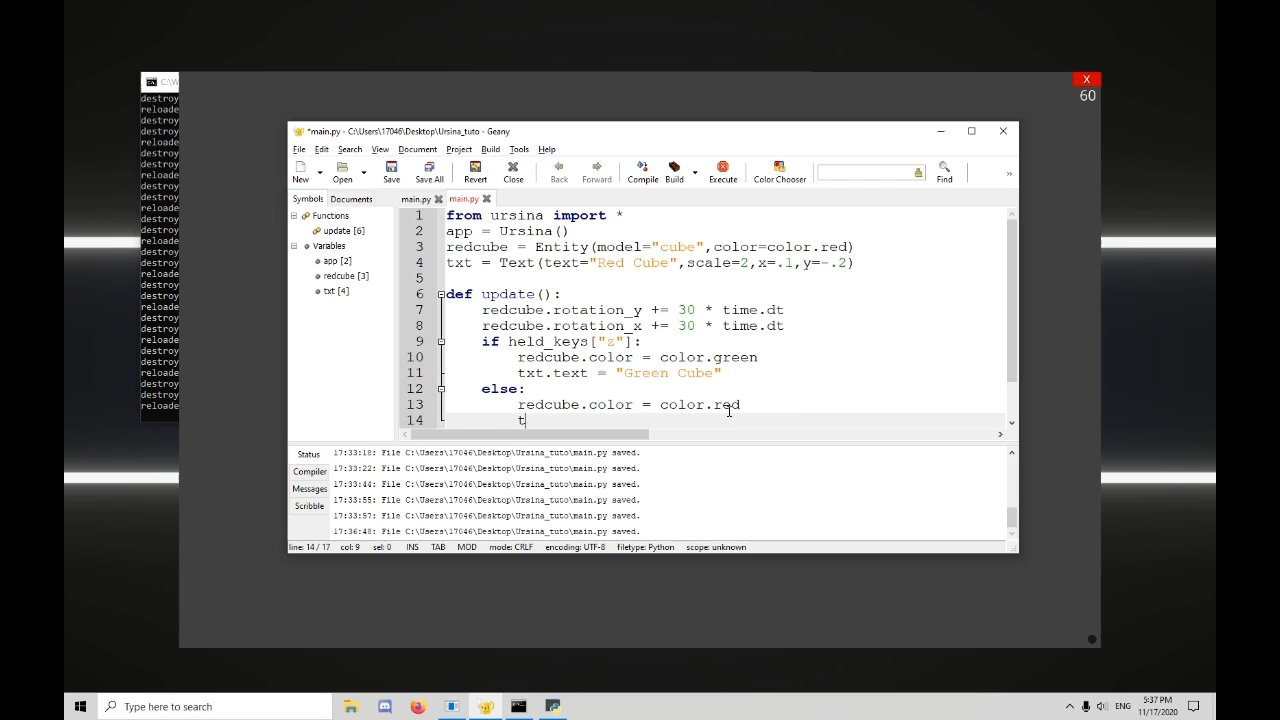 X
60
C:\W
destroy
reloade
destroy
destroy
reloade
destroy
destroy
reloade
destroy
destroy
reloade
destroy
destroy
reloade
destroy
destroy
reloade
destroy
destroy
reloade
destroy
destroy
reloade
destroy
destroy
reloade
*main.py - C:\Users\17046\Desktop\Ursina_tuto - Geany
File Edit Search View Document Project Build Tools Help
New Open Save Save All Revert Close Back Forward Compile Build Execute Color Chooser Find »
Symbols Documents main.py main.py
Functions
update [6]
Variables
app [2]
redcube [3]
txt [4]
1 from ursina import *
2 app = Ursina()
3 redcube = Entity(model="cube",color=color.red)
4 txt = Text(text="Red Cube",scale=2,x=.1,y=-.2)
5
6 def update():
7 redcube.rotation_y += 30 * time.dt
8 redcube.rotation_x += 30 * time.dt
9 if held_keys["z"]:
10 redcube.color = color.green
11 txt.text = "Green Cube"
12 else:
13 redcube.color = color.red
14 t
Status
Compiler
Messages
Scribble
17:33:18: File C:\Users\17046\Desktop\Ursina_tuto\main.py saved.
17:33:22: File C:\Users\17046\Desktop\Ursina_tuto\main.py saved.
17:33:44: File C:\Users\17046\Desktop\Ursina_tuto\main.py saved.
17:33:55: File C:\Users\17046\Desktop\Ursina_tuto\main.py saved.
17:33:57: File C:\Users\17046\Desktop\Ursina_tuto\main.py saved.
17:36:48: File C:\Users\17046\Desktop\Ursina_tuto\main.py saved.
line: 14 / 17 col: 9 sel: 0 INS TAB MOD mode: CRLF encoding: UTF-8 filetype: Python scope: unknown
Type here to search
ENG
5:37 PM
11/17/2020